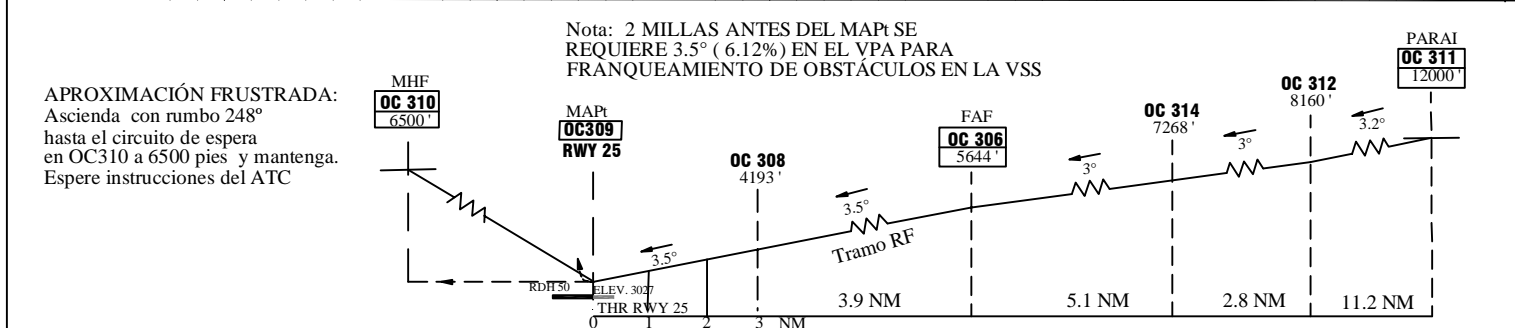 Nota: 2 MILLAS ANTES DEL MAPt SE
REQUIERE 3.5° ( 6.12%) EN EL VPA PARA
FRANQUEAMIENTO DE OBSTÁCULOS EN LA VSS
APROXIMACIÓN FRUSTRADA:
Ascienda con rumbo 248º
hasta el circuito de espera
en OC310 a 6500 pies y mantenga.
Espere instrucciones del ATC
MHF
OC 310
6500 '
MAPt
OC309
RWY 25
OC 308
4193 '
FAF
OC 306
5644 '
OC 314
7268 '
OC 312
8160 '
PARAI
OC 311
12000 '
3.5°
3.5°
Tramo RF
3°
3°
3.2°
RDH 50
ELEV. 3027
THR RWY 25
3.9 NM
5.1 NM
2.8 NM
11.2 NM
0 1 2 3 NM